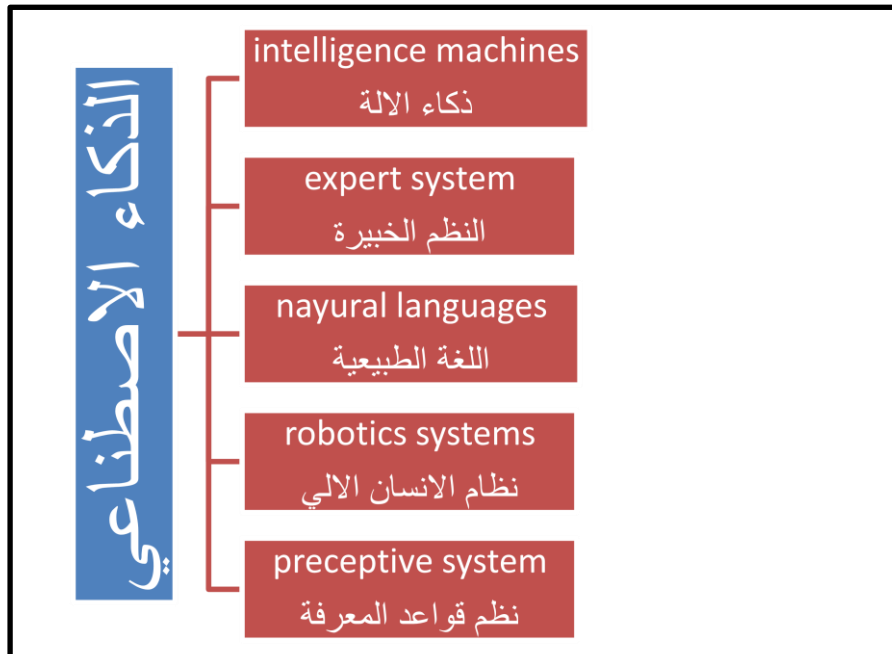 الذكاء الاصطناعي
intelligence machines
ذكاء الالة
expert system
النظم الخبيرة
nayural languages
اللغة الطبيعية
robotics systems
نظام الانسان الالي
preceptive system
نظم قواعد المعرفة